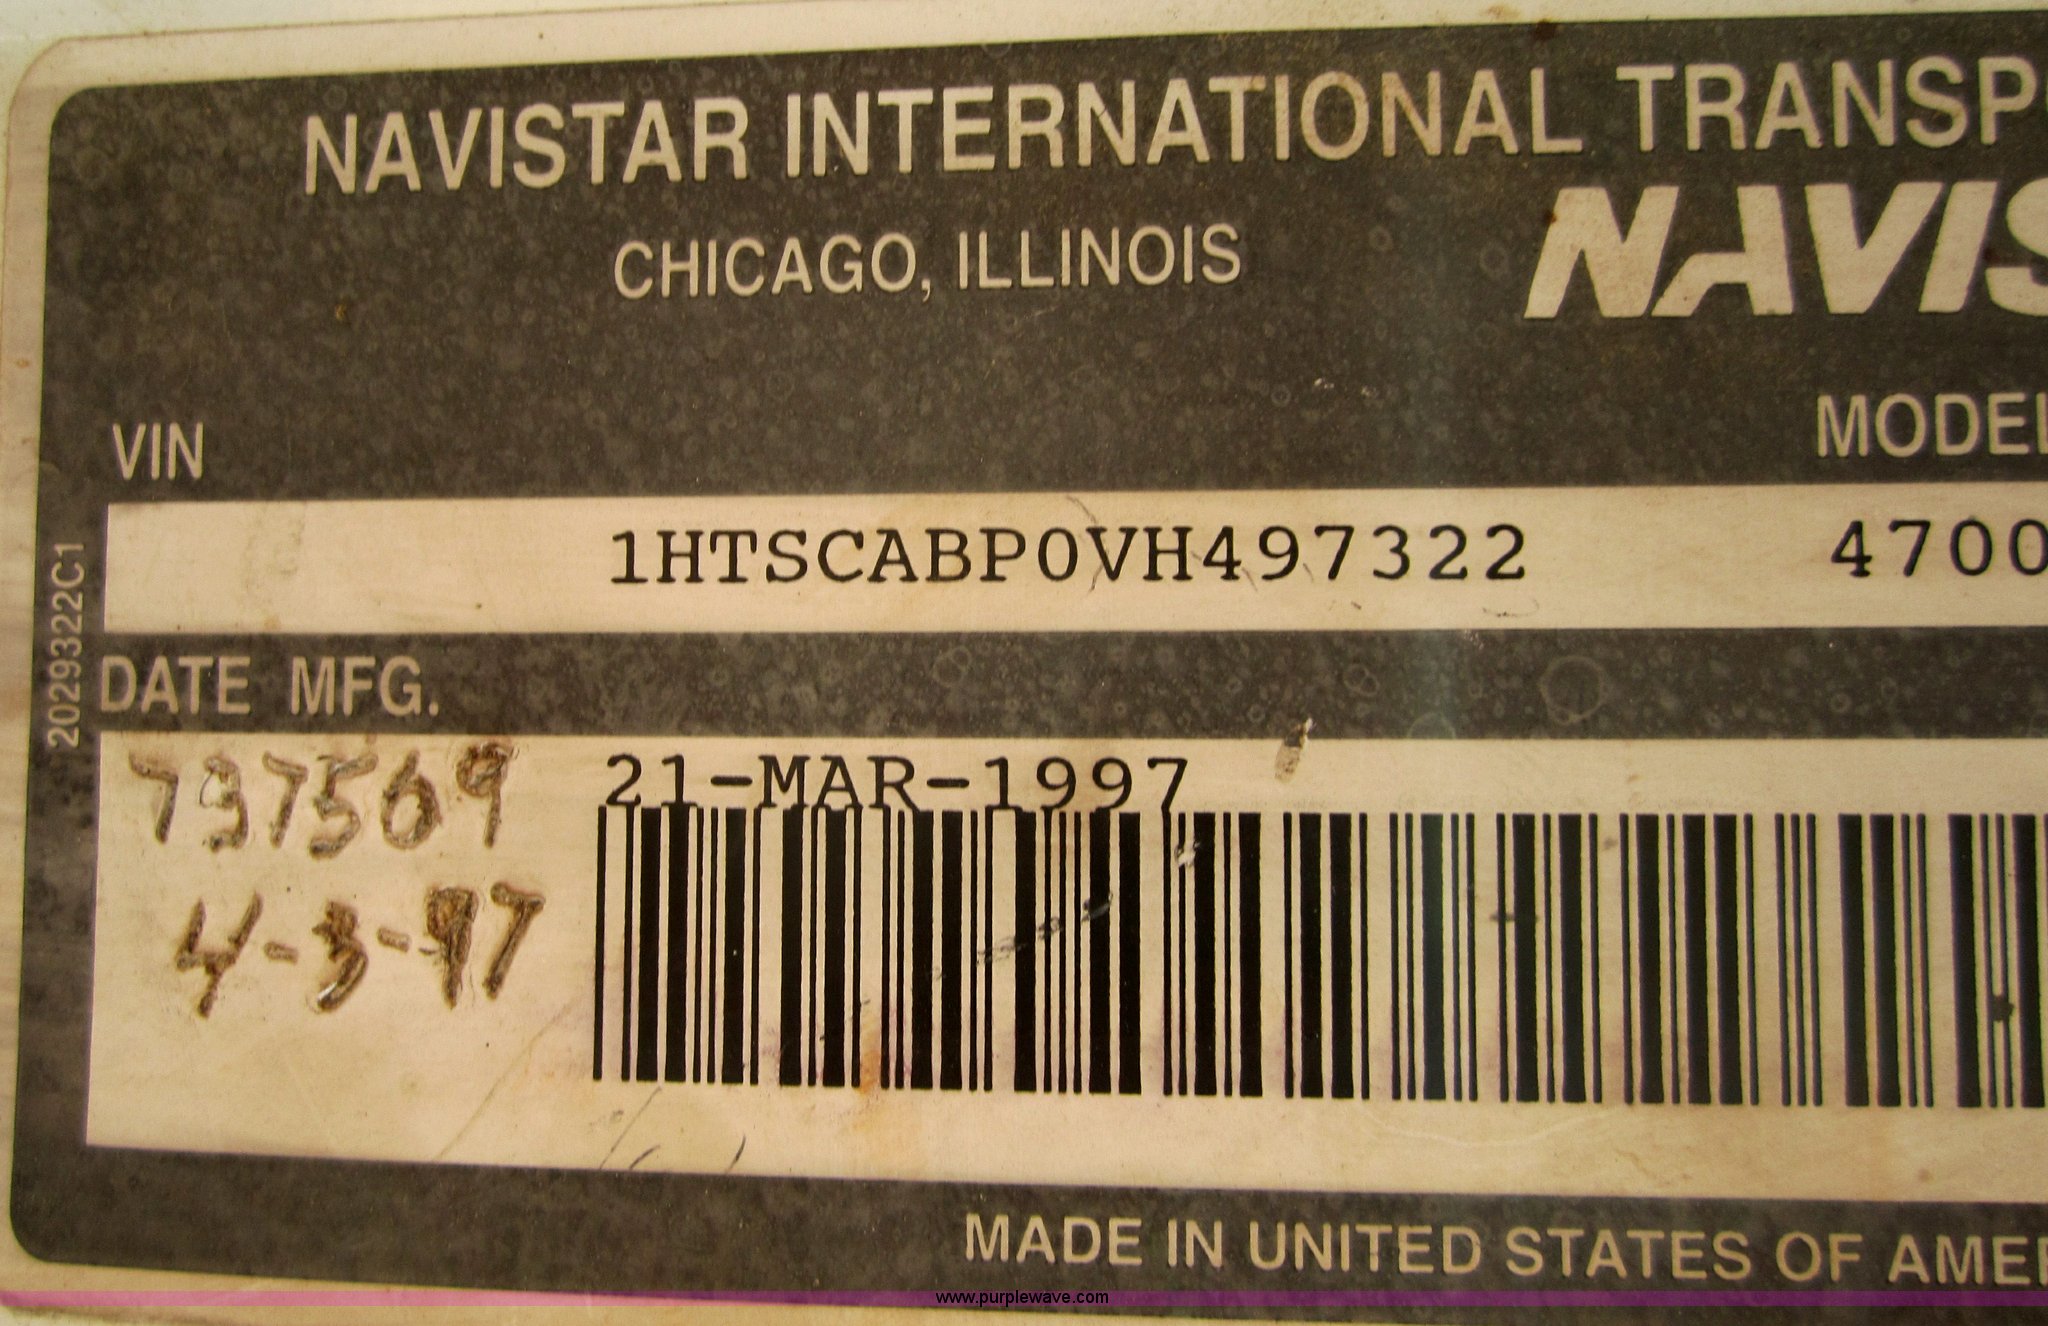 NAVISTAR INTERNATIONAL TRANSP
CHICAGO, ILLINOIS
NAVIS
VIN
MODEL
1HTSCABP0VH497322
4700
2029322C1
DATE MFG.
737569
21-MAR-1997
4-3-97
MADE IN UNITED STATES OF AMER
www.purplewave.com